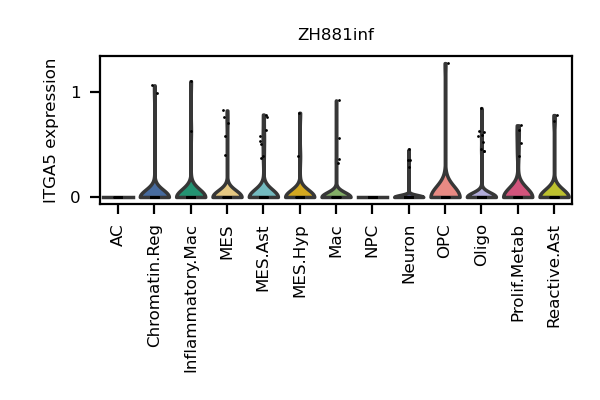 ZH881inf
ITGA5 expression
1
0
AC
Chromatin.Reg
Inflammatory.Mac
MES
MES.Ast
MES.Hyp
Mac
NPC
Neuron
OPC
Oligo
Prolif.Metab
Reactive.Ast